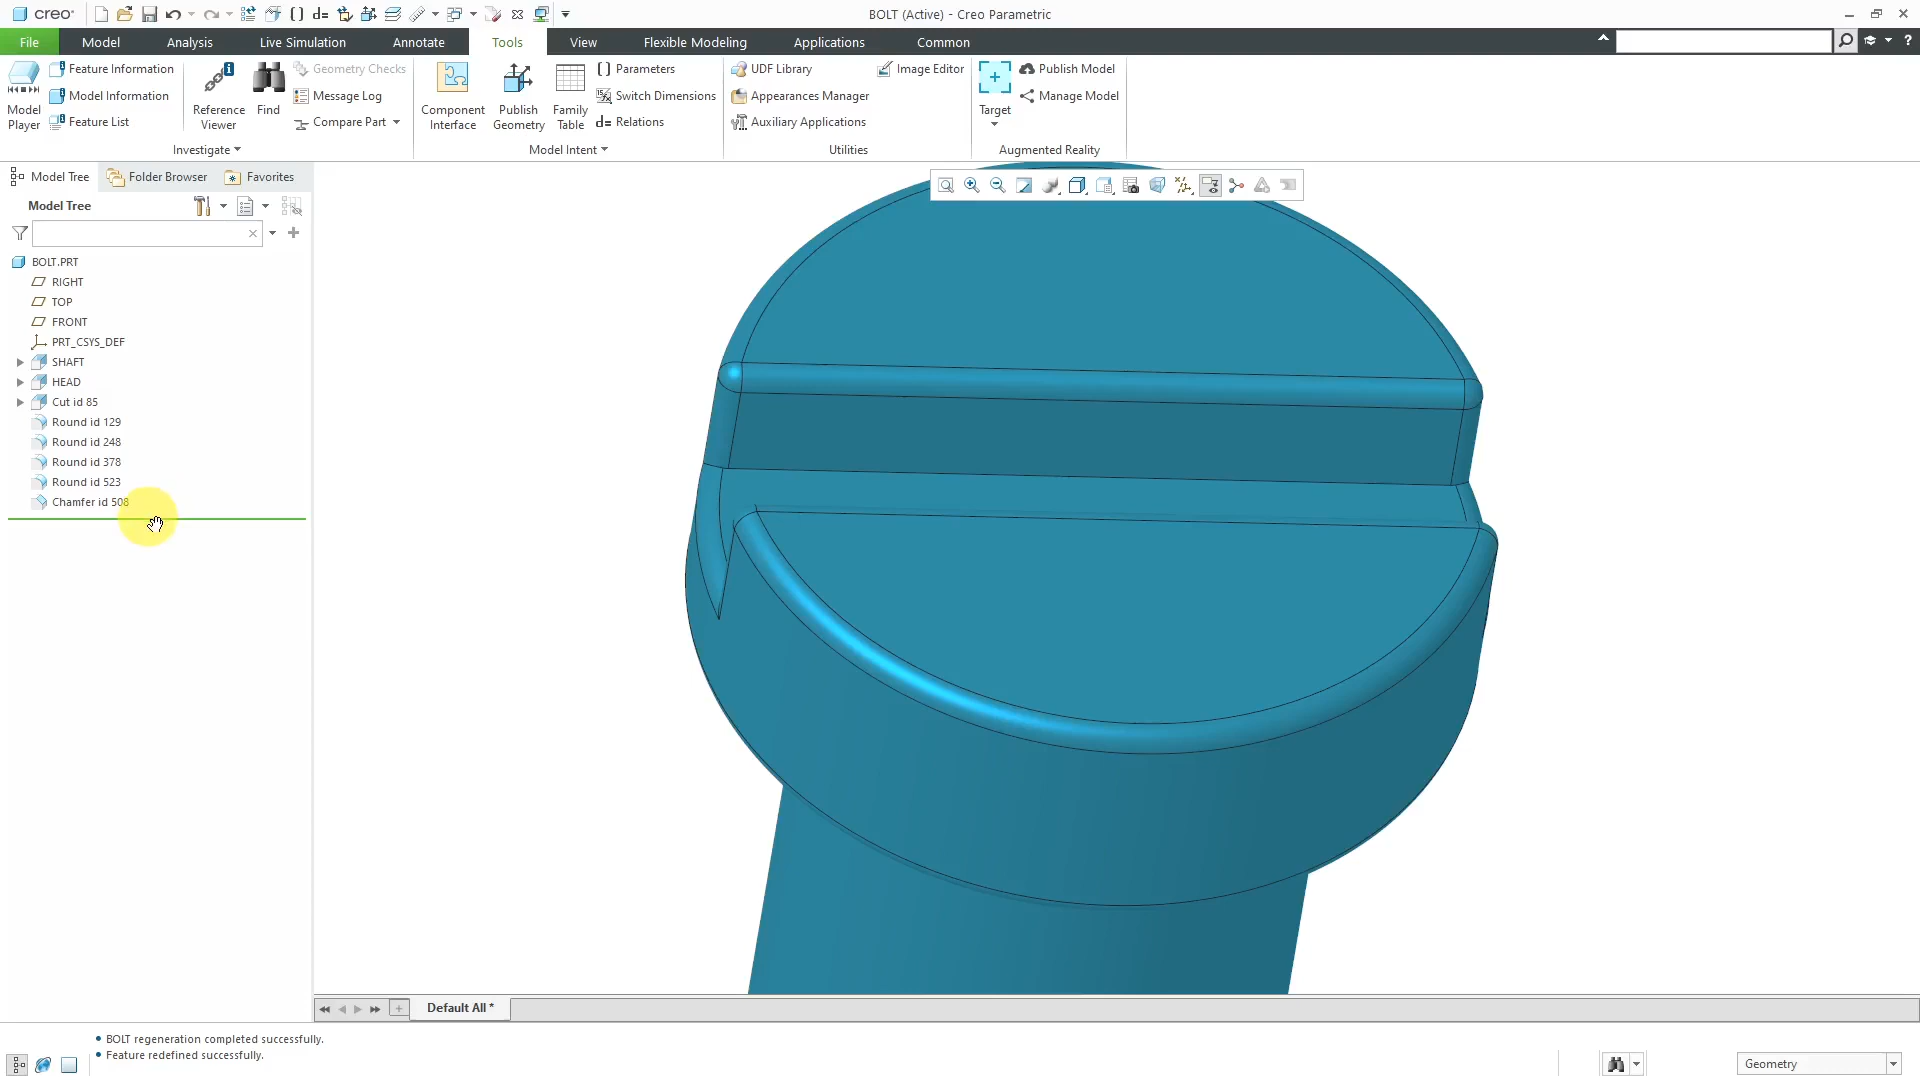 creo
BOLT (Active) - Creo Parametric
File
Model
Analysis
Live Simulation
Annotate
Tools
View
Flexible Modeling
Applications
Common
Model
Player
Feature Information
Model Information
Feature List
Reference
Viewer
Find
Geometry Checks
Message Log
Compare Part
Investigate
Component
Interface
Publish
Geometry
Family
Table
Parameters
Switch Dimensions
Relations
Model Intent
UDF Library
Appearances Manager
Auxiliary Applications
Image Editor
Utilities
Target
Publish Model
Manage Model
Augmented Reality
Model Tree
Folder Browser
Favorites
Model Tree
BOLT.PRT
RIGHT
TOP
FRONT
PRT_CSYS_DEF
SHAFT
HEAD
Cut id 85
Round id 129
Round id 248
Round id 378
Round id 523
Chamfer id 508
Default All *
• BOLT regeneration completed successfully.
• Feature redefined successfully.
Geometry